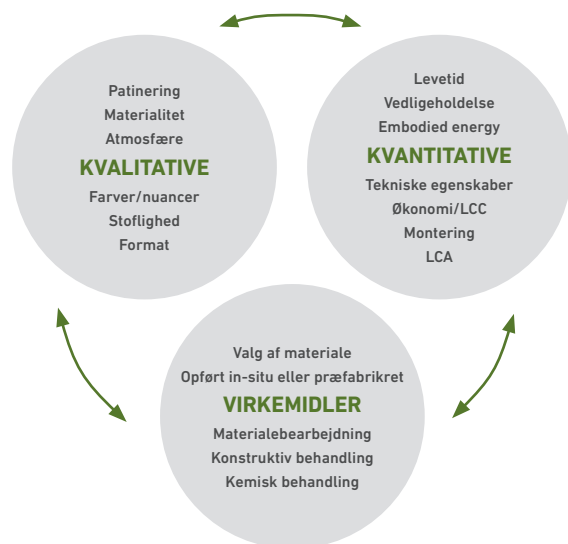 Patinering
Materialitet
Atmosfære
KVALITATIVE
Farver/nuancer
Stoflighed
Format
Levetid
Vedligeholdelse
Embodied energy
KVANTITATIVE
Tekniske egenskaber
Økonomi/LCC
Montering
LCA
Valg af materiale
Opført in-situ eller præfabrikret
VIRKEMIDLER
Materialebearbejdning
Konstruktiv behandling
Kemisk behandling